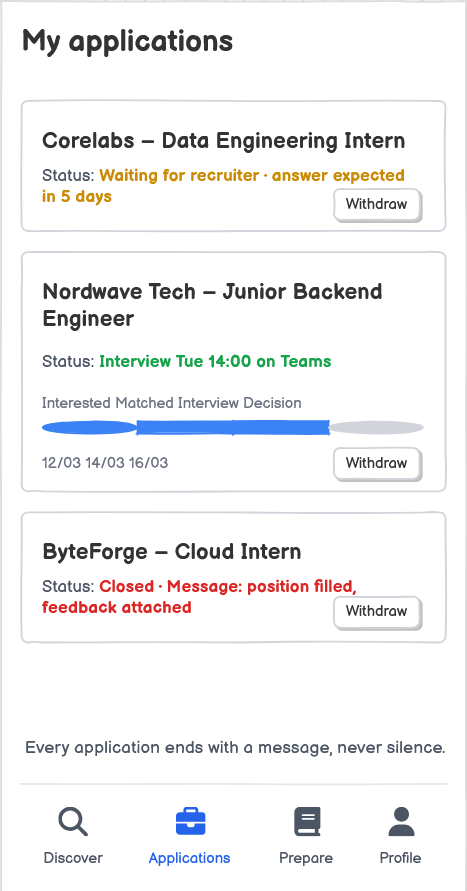 My applications
Corelabs – Data Engineering Intern
Status: Waiting for recruiter · answer expected
in 5 days
Withdraw
Nordwave Tech – Junior Backend
Engineer
Status: Interview Tue 14:00 on Teams
Interested Matched Interview Decision
12/03 14/03 16/03
Withdraw
ByteForge – Cloud Intern
Status: Closed · Message: position filled,
feedback attached
Withdraw
Every application ends with a message, never silence.
Discover Applications Prepare Profile